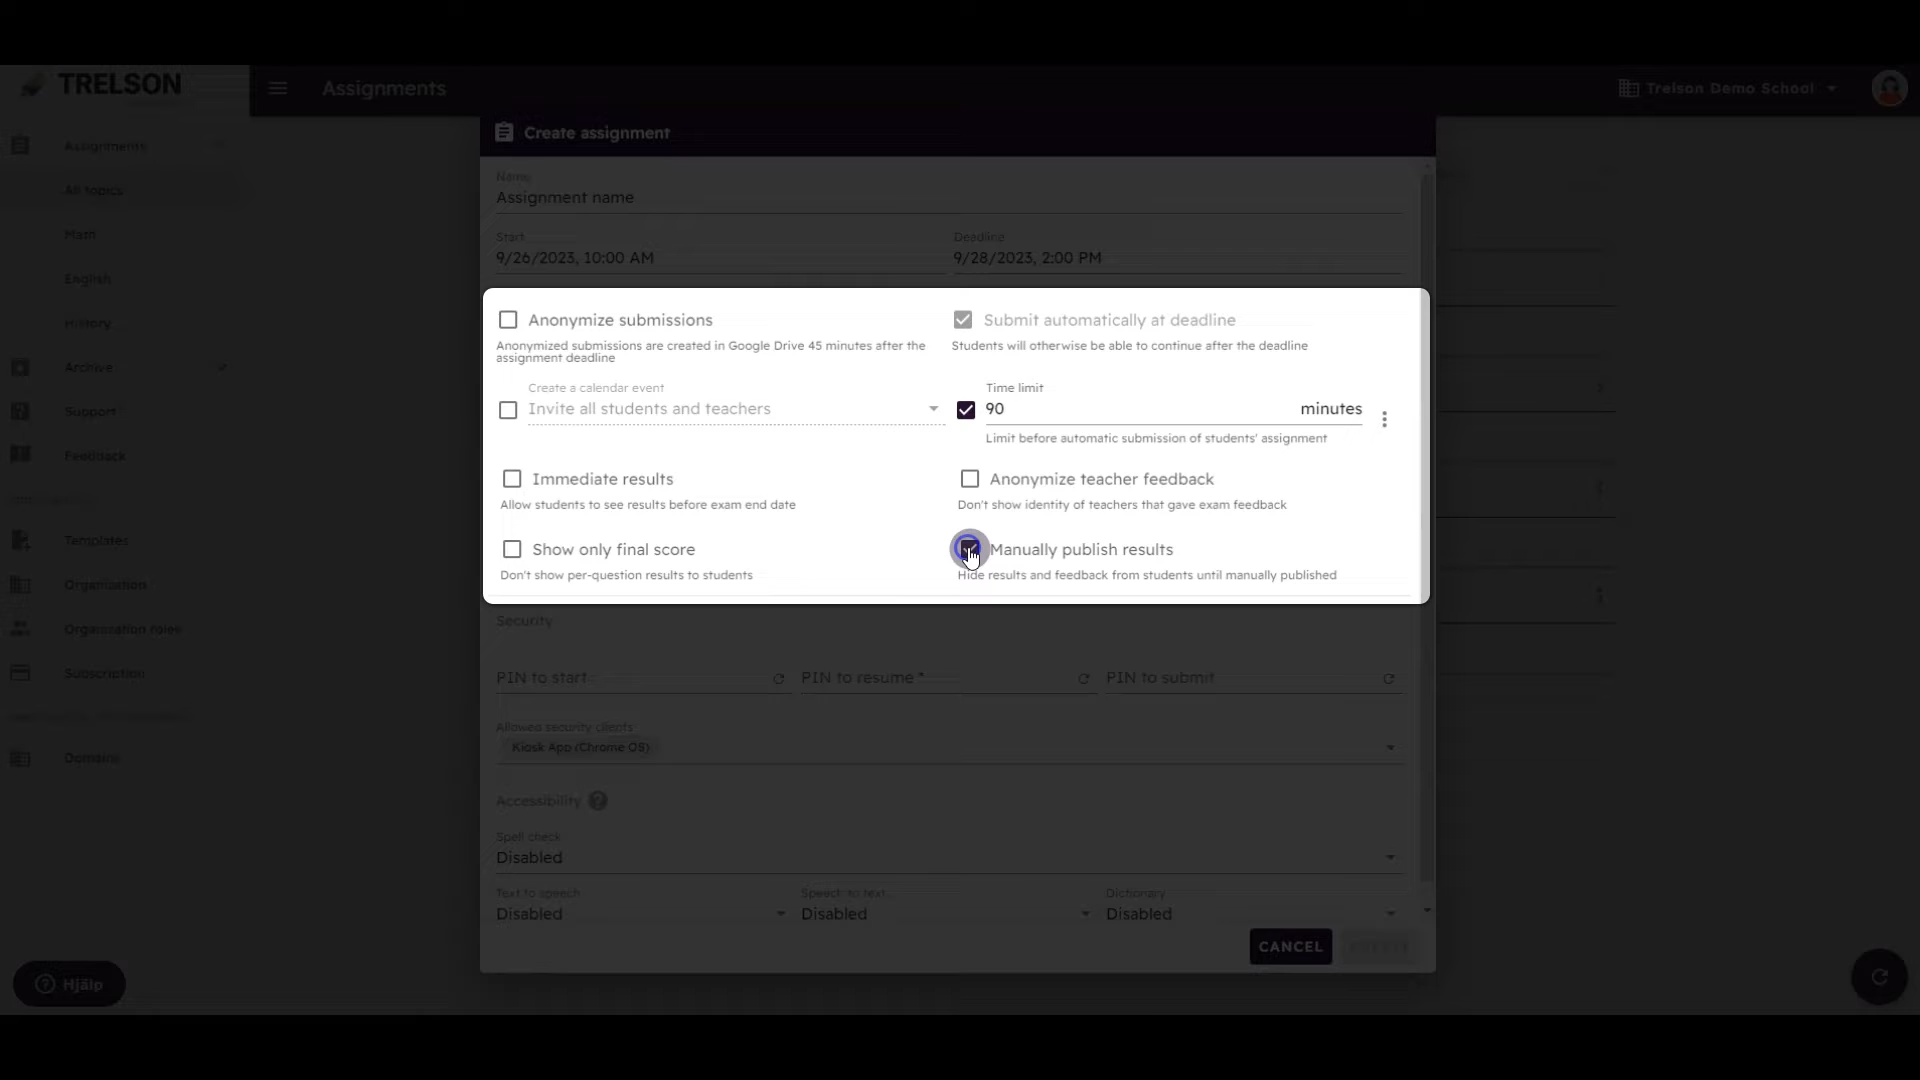 TRELSON
Assignments
Trelson Demo School
Create assignment
Assignments
All topics
Math
English
History
Archive
Support
Feedback
Templates
Organisation
Organisation roles
Subscription
Domains
Hjälp
Name
Assignment name
Start
9/26/2023, 10:00 AM
Deadline
9/28/2023, 2:00 PM
Anonymize submissions
Anonymized submissions are created in Google Drive 45 minutes after the
assignment deadline
Submit automatically at deadline
Students will otherwise be able to continue after the deadline
Create a calendar event
Invite all students and teachers
Time limit
90 minutes
Limit before automatic submission of students' assignment
Immediate results
Allow students to see results before exam end date
Anonymize teacher feedback
Don't show identity of teachers that gave exam feedback
Show only final score
Don't show per-question results to students
Manually publish results
Hide results and feedback from students until manually published
Security
PIN to start
PIN to resume *
PIN to submit
Allowed security clients
Kiosk App (Chrome OS)
Accessibility ?
Spell check
Disabled
Text to speech
Disabled
Speech to text
Disabled
Dictionary
Disabled
CANCEL